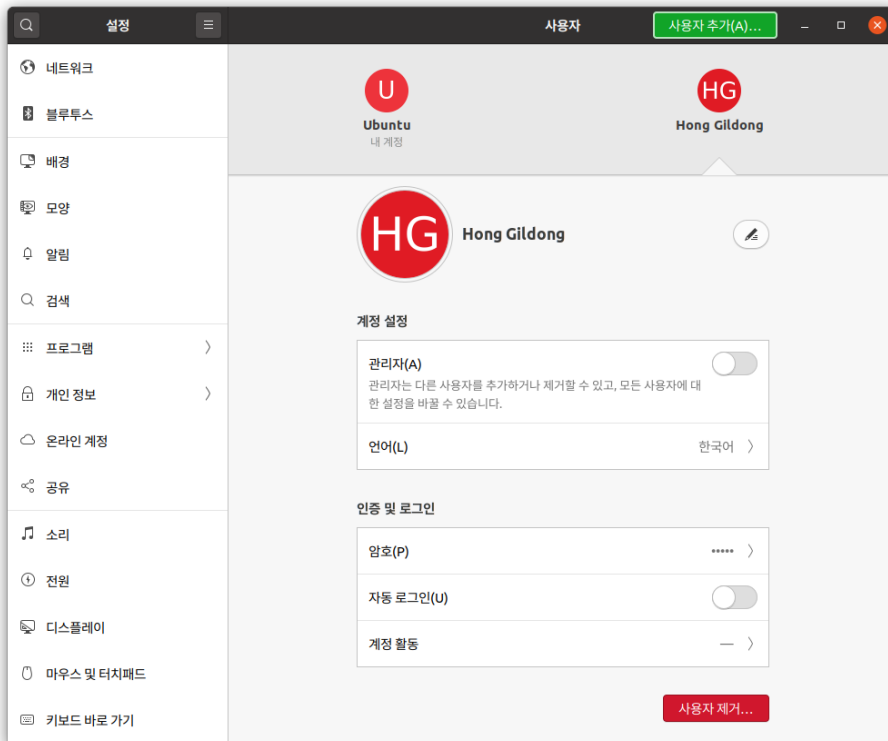 설정
사용자
사용자 추가(A)...
네트워크
블루투스
배경
모양
알림
검색
프로그램
개인 정보
온라인 계정
공유
소리
전원
디스플레이
마우스 및 터치패드
키보드 바로 가기
U
Ubuntu
내 계정
HG
Hong Gildong
HG
Hong Gildong
계정 설정
관리자(A)
관리자는 다른 사용자를 추가하거나 제거할 수 있고, 모든 사용자에 대
한 설정을 바꿀 수 있습니다.
언어(L) 한국어
인증 및 로그인
암호(P) •••••
자동 로그인(U)
계정 활동 —
사용자 제거...